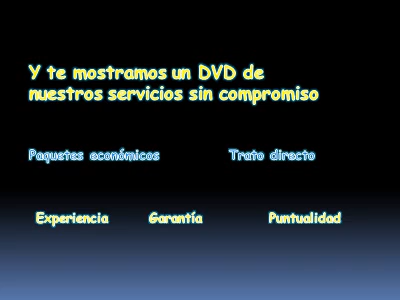 Y te mostramos un DVD de
nuestros servicios sin compromiso
Paquetes económicos Trato directo
Experiencia Garantía Puntualidad